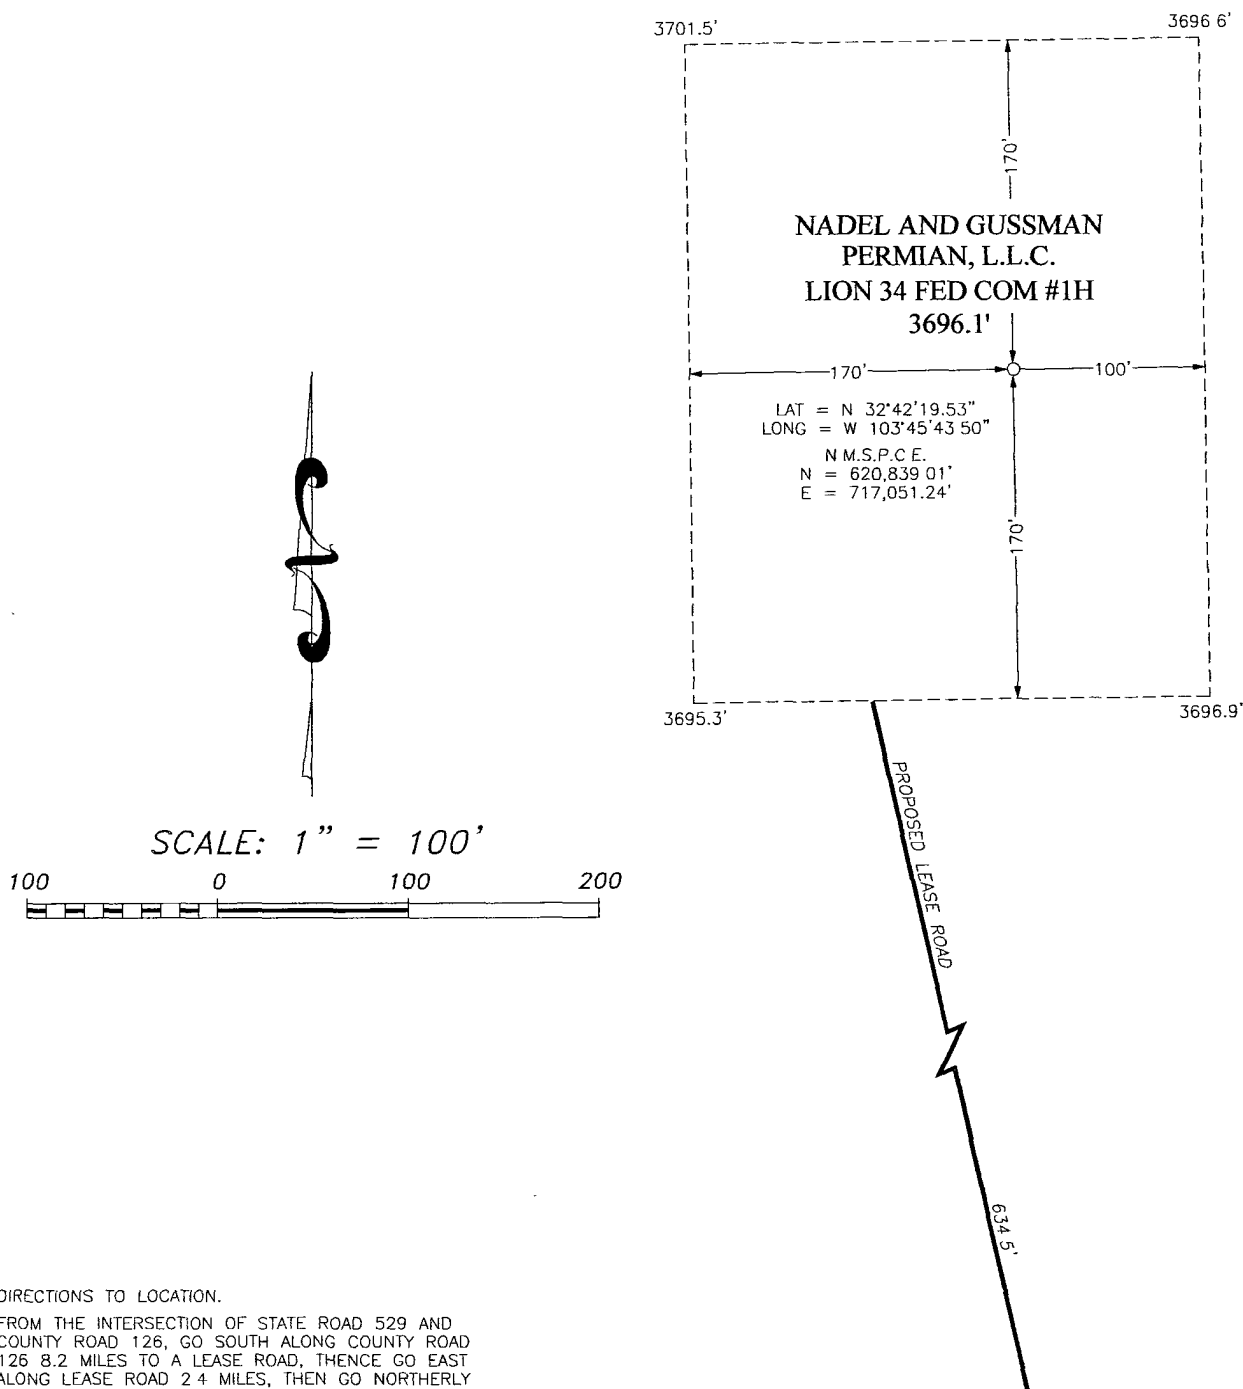 3701.5'
3696 6'
170'
NADEL AND GUSSMAN
PERMIAN, L.L.C.
LION 34 FED COM #1H
3696.1'
170'
100'
LAT = N 32°42'19.53"
LONG = W 103°45'43 50"
N M.S.P.C E.
N = 620,839 01'
E = 717,051.24'
170'
3695.3'
3696.9'
PROPOSED LEASE ROAD
SCALE: 1" = 100'
100 0 100 200
634 5'
DIRECTIONS TO LOCATION.
FROM THE INTERSECTION OF STATE ROAD 529 AND
COUNTY ROAD 126, GO SOUTH ALONG COUNTY ROAD
126 8.2 MILES TO A LEASE ROAD, THENCE GO EAST
ALONG LEASE ROAD 2 4 MILES, THEN GO NORTHERLY